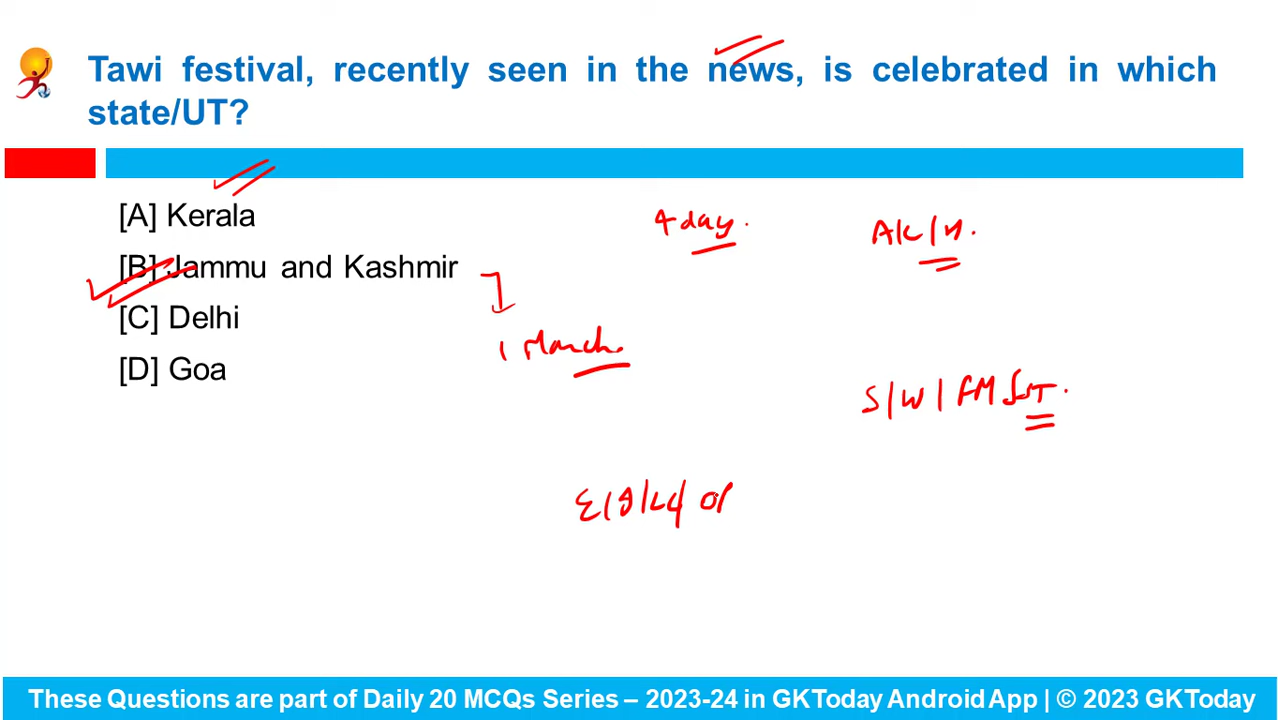 Tawi festival, recently seen in the news, is celebrated in which
state/UT?
[A] Kerala
4 day.
A/K/H.
[B] Jammu and Kashmir
[C] Delhi
1 March.
[D] Goa
S/W/FM
These Questions are part of Daily 20 MCQs Series – 2023-24 in GKToday Android App | © 2023 GKToday